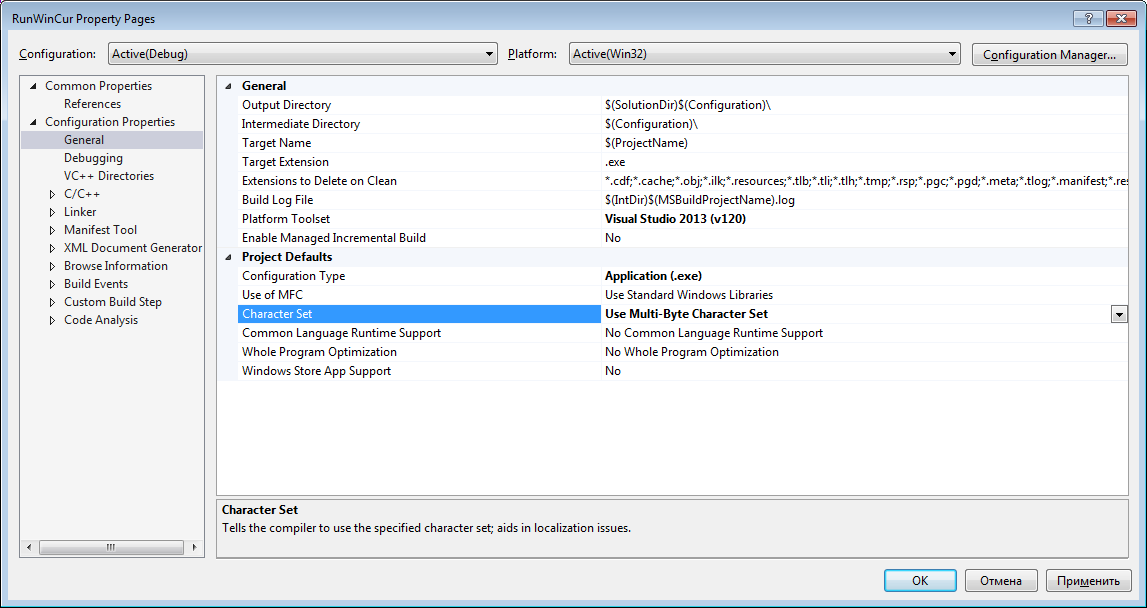 RunWinCur Property Pages
Configuration: Active(Debug) Platform: Active(Win32) Configuration Manager...
Common Properties
References
Configuration Properties
General
Debugging
VC++ Directories
C/C++
Linker
Manifest Tool
XML Document Generator
Browse Information
Build Events
Custom Build Step
Code Analysis
General
Output Directory $(SolutionDir)$(Configuration)\
Intermediate Directory $(Configuration)\
Target Name $(ProjectName)
Target Extension .exe
Extensions to Delete on Clean *.cdf;*.cache;*.obj;*.ilk;*.resources;*.tlb;*.tli;*.tlh;*.tmp;*.rsp;*.pgc;*.pgd;*.meta;*.tlog;*.manifest;*.res
Build Log File $(IntDir)$(MSBuildProjectName).log
Platform Toolset Visual Studio 2013 (v120)
Enable Managed Incremental Build No
Project Defaults
Configuration Type Application (.exe)
Use of MFC Use Standard Windows Libraries
Character Set Use Multi-Byte Character Set
Common Language Runtime Support No Common Language Runtime Support
Whole Program Optimization No Whole Program Optimization
Windows Store App Support No
Character Set
Tells the compiler to use the specified character set; aids in localization issues.
OK Отмена Применить